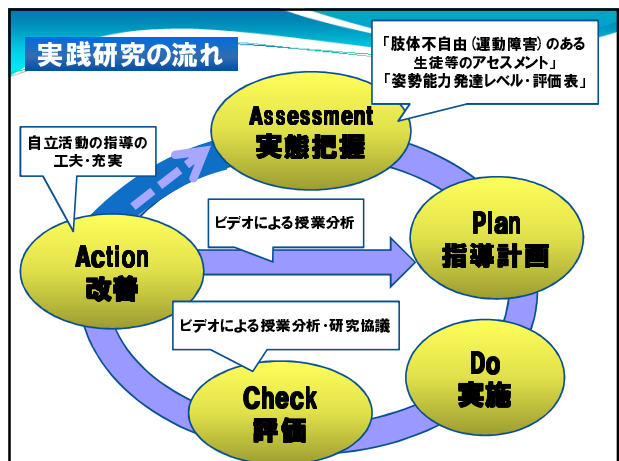 実践研究の流れ
「肢体不自由(運動障害)のある
生徒等のアセスメント」
「姿勢能力発達レベル・評価表」
Assessment
実態把握
自立活動の指導の
工夫・充実
ビデオによる授業分析
Plan
指導計画
Action
改善
ビデオによる授業分析・研究協議
Do
実施
Check
評価